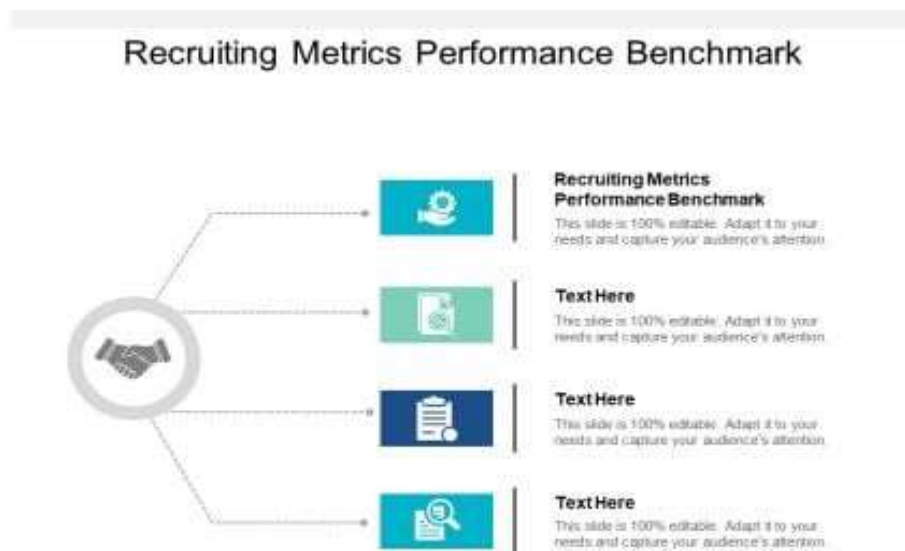 Recruiting Metrics Performance Benchmark
Recruiting Metrics
Performance Benchmark
This slide is 100% editable. Adapt it to your
needs and capture your audience's attention.
Text Here
This slide is 100% editable. Adapt it to your
needs and capture your audience's attention.
Text Here
This slide is 100% editable. Adapt it to your
needs and capture your audience's attention.
Text Here
This slide is 100% editable. Adapt it to your
needs and capture your audience's attention.